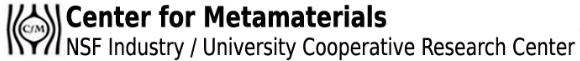 C/M
Center for Metamaterials
NSF Industry / University Cooperative Research Center